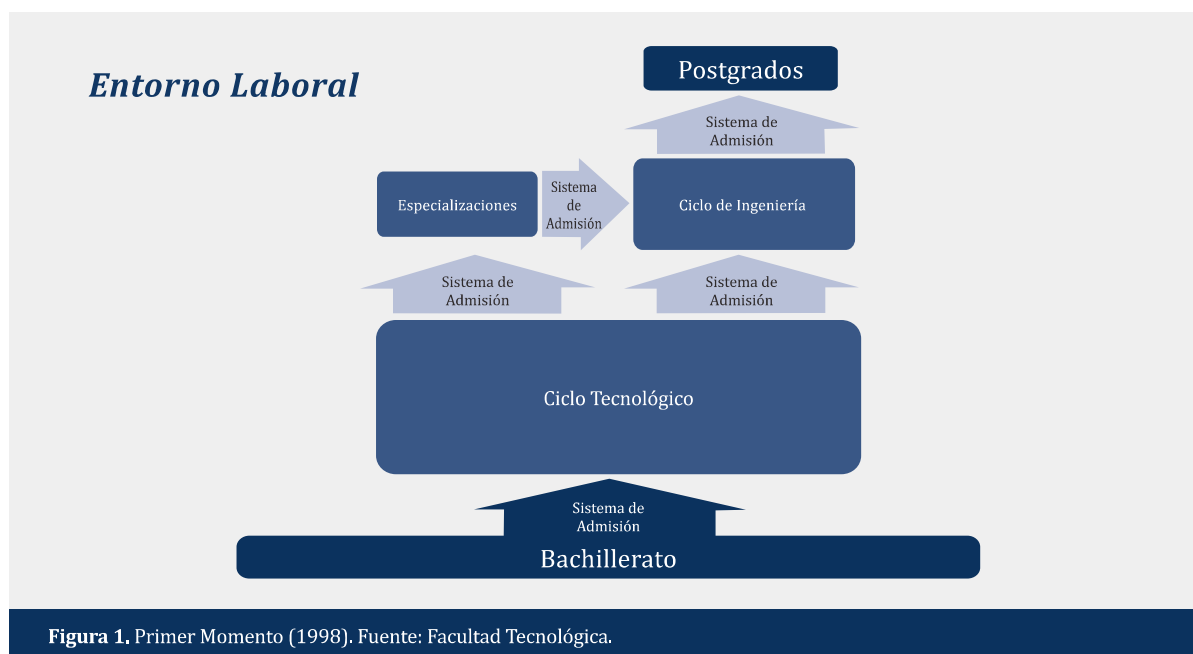 Entorno Laboral
Postgrados
Sistema de
Admisión
Especializaciones
Sistema
de
Admisión
Ciclo de Ingeniería
Sistema de
Admisión
Sistema de
Admisión
Ciclo Tecnológico
Sistema de
Admisión
Bachillerato
Figura 1. Primer Momento (1998). Fuente: Facultad Tecnológica.